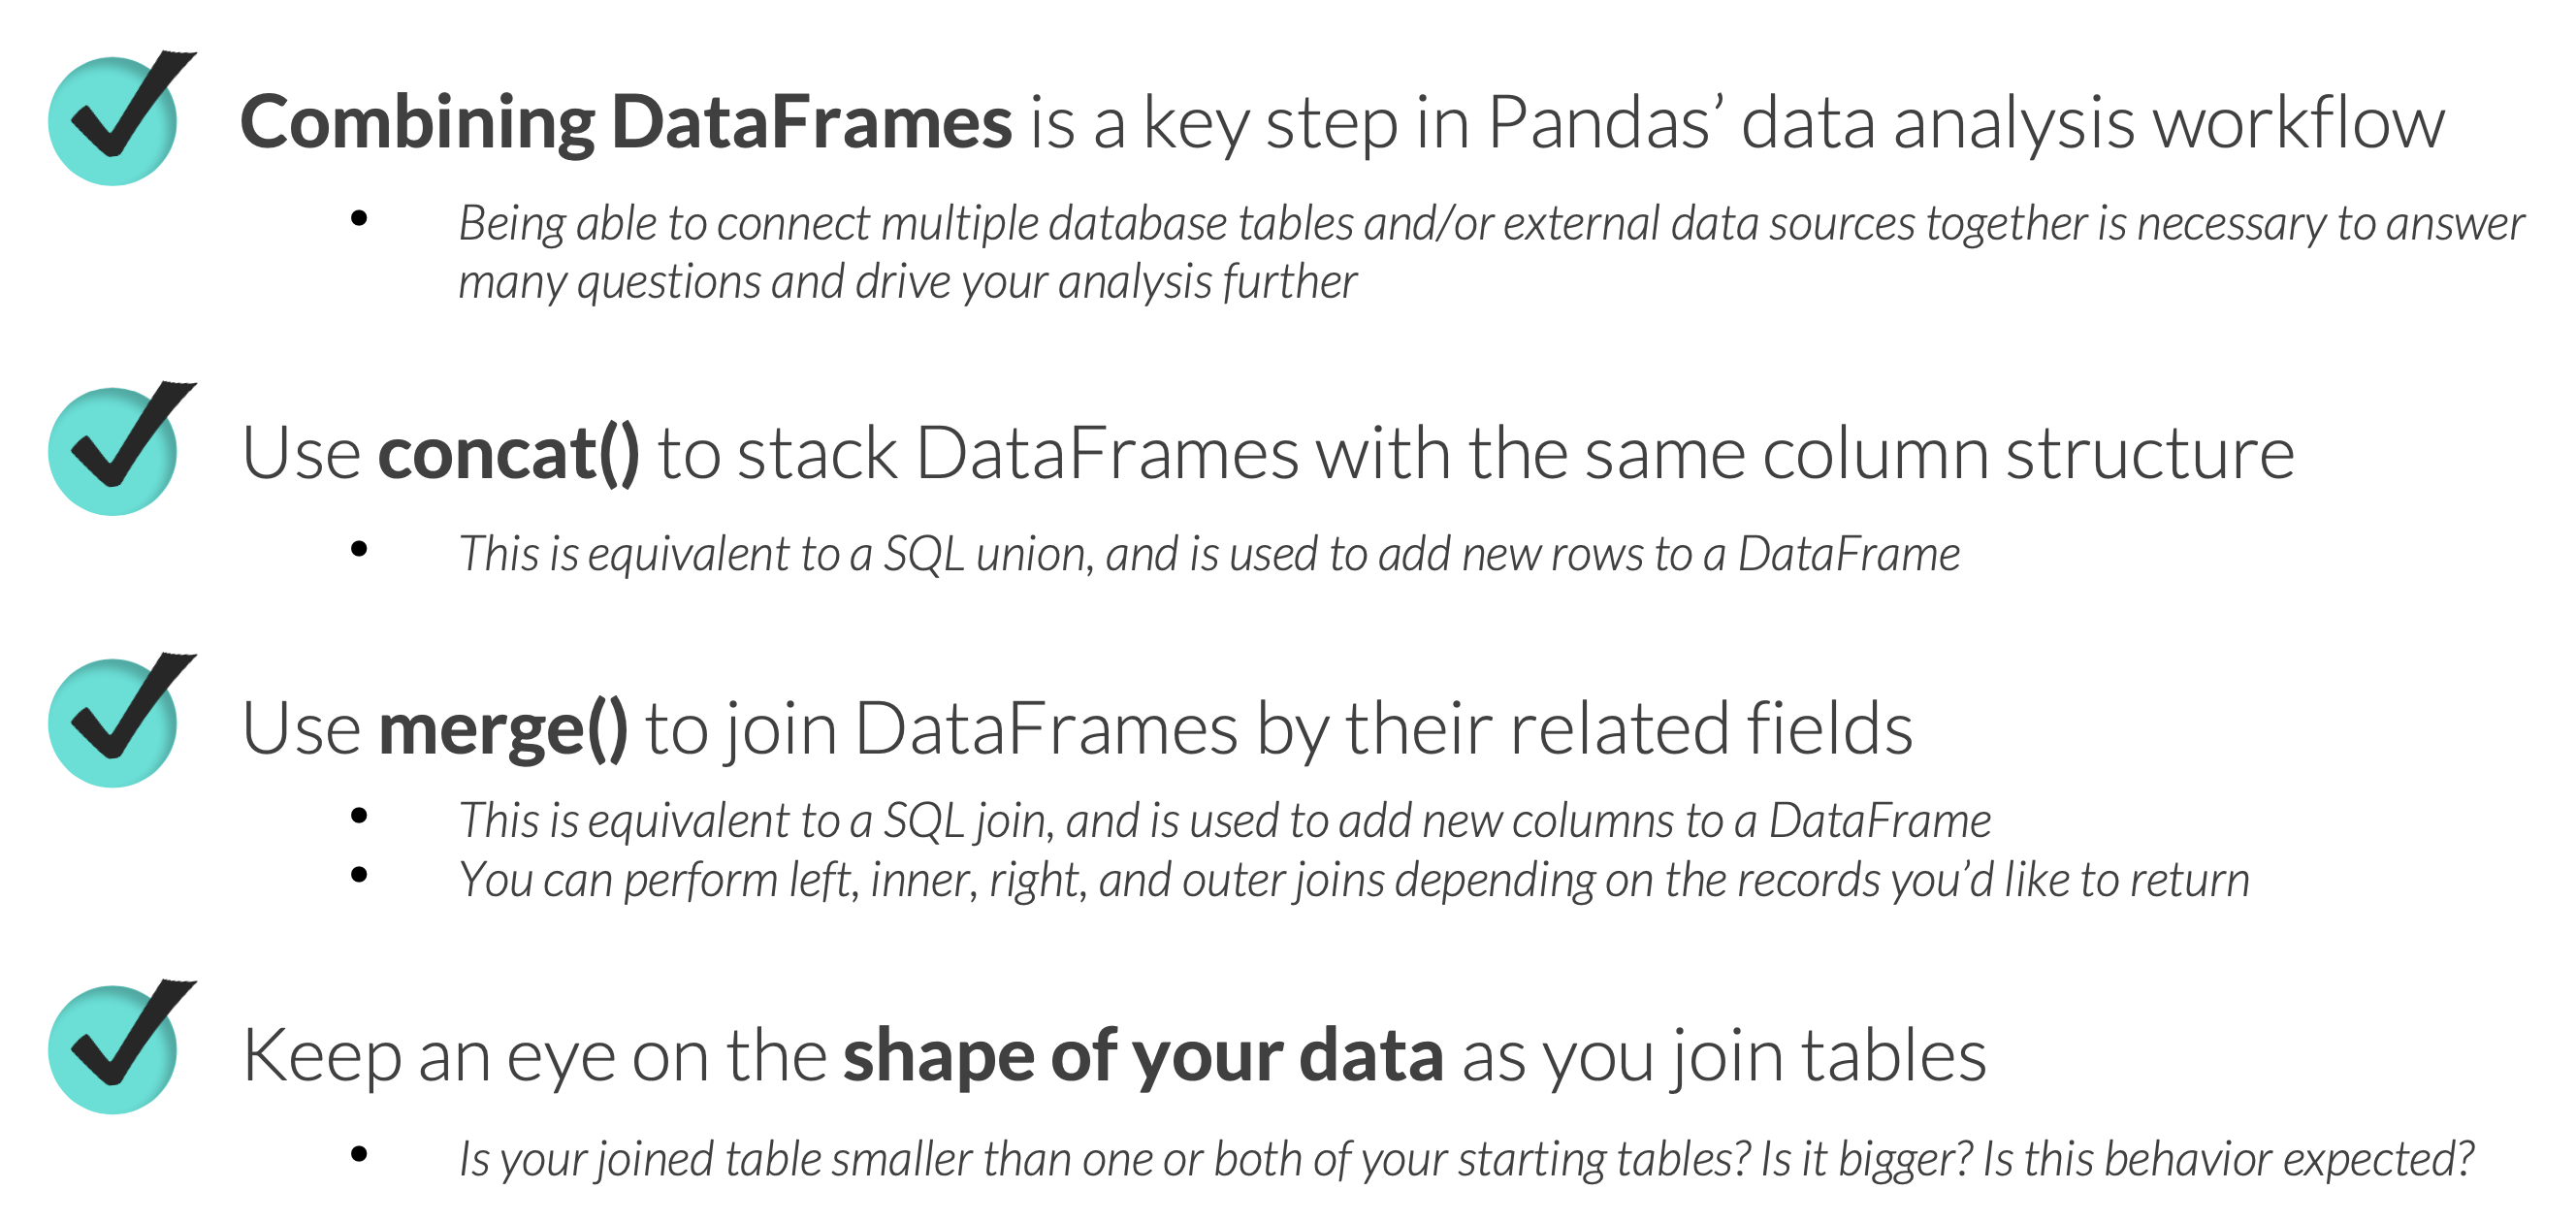 Combining DataFrames is a key step in Pandas’ data analysis workflow
• Being able to connect multiple database tables and/or external data sources together is necessary to answer
many questions and drive your analysis further
Use concat() to stack DataFrames with the same column structure
• This is equivalent to a SQL union, and is used to add new rows to a DataFrame
Use merge() to join DataFrames by their related fields
• This is equivalent to a SQL join, and is used to add new columns to a DataFrame
• You can perform left, inner, right, and outer joins depending on the records you’d like to return
Keep an eye on the shape of your data as you join tables
• Is your joined table smaller than one or both of your starting tables? Is it bigger? Is this behavior expected?